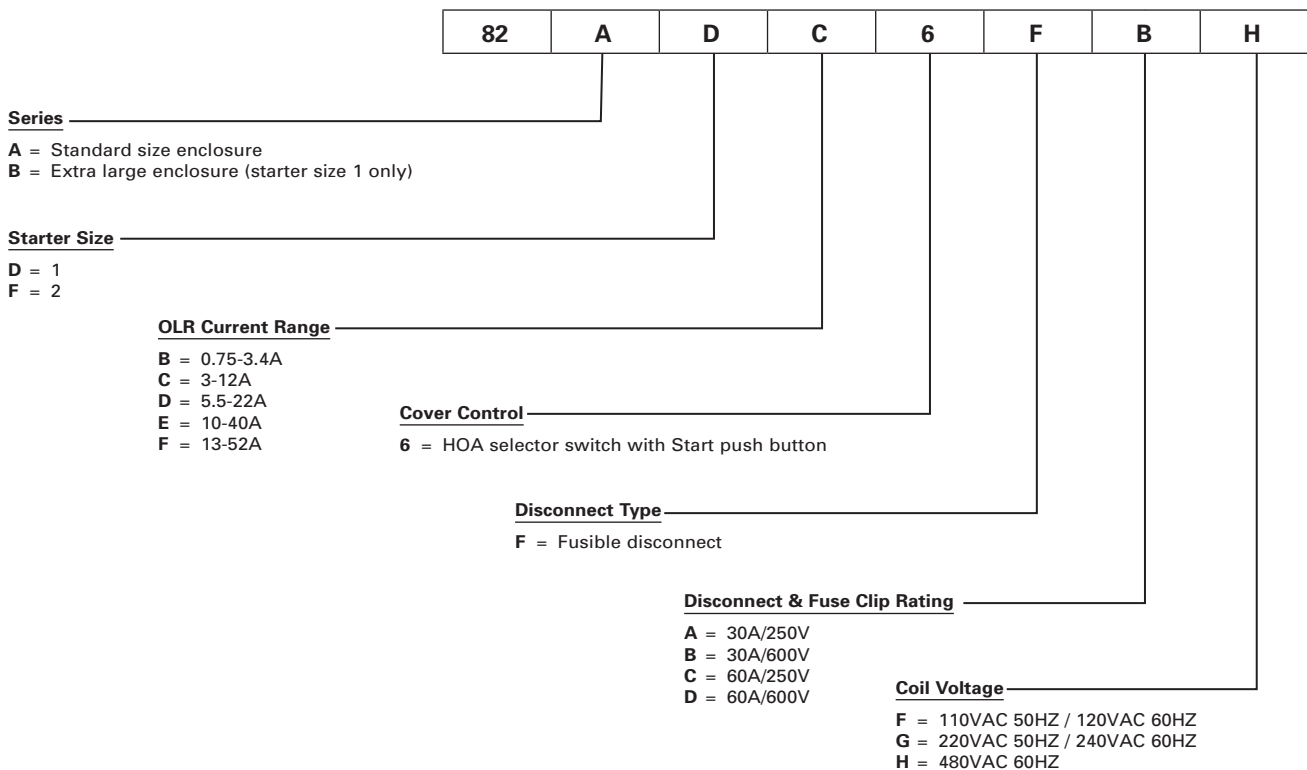 82 A D C 6 F B H
Series
A = Standard size enclosure
B = Extra large enclosure (starter size 1 only)
Starter Size
D = 1
F = 2
OLR Current Range
B = 0.75-3.4A
C = 3-12A
D = 5.5-22A
E = 10-40A
F = 13-52A
Cover Control
6 = HOA selector switch with Start push button
Disconnect Type
F = Fusible disconnect
Disconnect & Fuse Clip Rating
A = 30A/250V
B = 30A/600V
C = 60A/250V
D = 60A/600V
Coil Voltage
F = 110VAC 50HZ / 120VAC 60HZ
G = 220VAC 50HZ / 240VAC 60HZ
H = 480VAC 60HZ